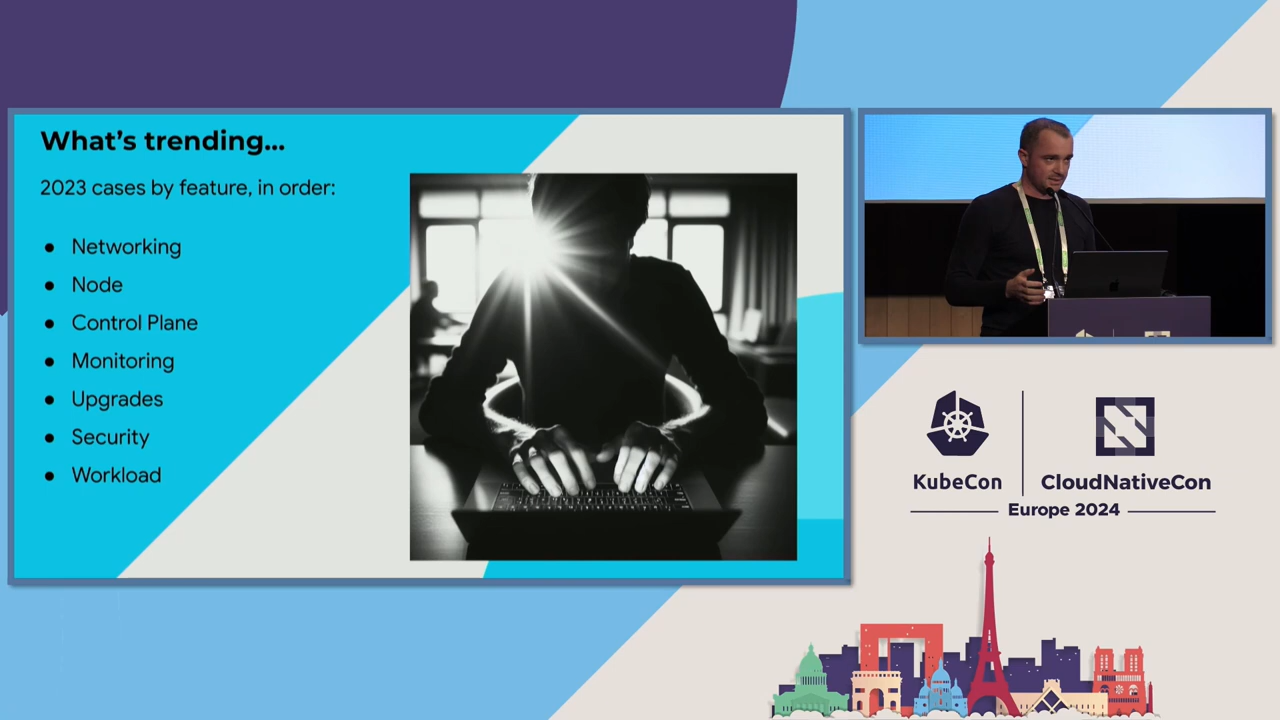 What's trending...
2023 cases by feature, in order:
● Networking
● Node
● Control Plane
● Monitoring
● Upgrades
● Security
● Workload
KubeCon
CloudNativeCon
Europe 2024